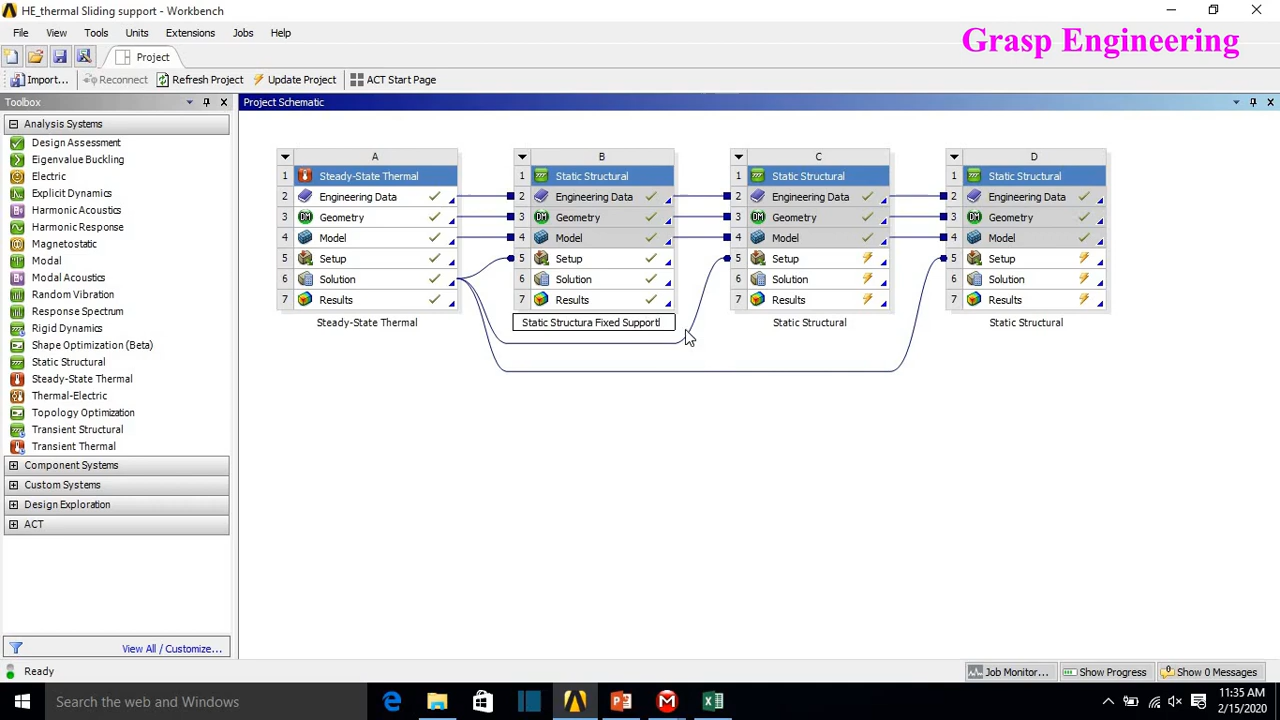 HE_thermal Sliding support - Workbench
File View Tools Units Extensions Jobs Help
Grasp Engineering
Project
Import... Reconnect Refresh Project Update Project ACT Start Page
Toolbox
Project Schematic
Analysis Systems
Design Assessment
Eigenvalue Buckling
Electric
Explicit Dynamics
Harmonic Acoustics
Harmonic Response
Magnetostatic
Modal
Modal Acoustics
Random Vibration
Response Spectrum
Rigid Dynamics
Shape Optimization (Beta)
Static Structural
Steady-State Thermal
Thermal-Electric
Topology Optimization
Transient Structural
Transient Thermal
Component Systems
Custom Systems
Design Exploration
ACT
View All / Customize...
A
1 Steady-State Thermal
2 Engineering Data
3 Geometry
4 Model
5 Setup
6 Solution
7 Results
Steady-State Thermal
B
1 Static Structural
2 Engineering Data
3 Geometry
4 Model
5 Setup
6 Solution
7 Results
Static Structura Fixed Support
C
1 Static Structural
2 Engineering Data
3 Geometry
4 Model
5 Setup
6 Solution
7 Results
Static Structural
D
1 Static Structural
2 Engineering Data
3 Geometry
4 Model
5 Setup
6 Solution
7 Results
Static Structural
Ready
Job Monitor... Show Progress Show 0 Messages
Search the web and Windows
11:35 AM
2/15/2020